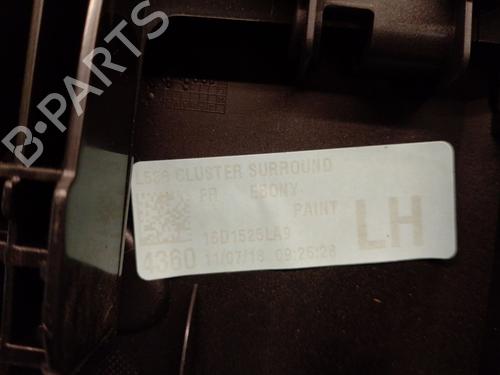 B-PARTS
L538 CLUSTER SURROUND
FR EBONY
PAINT
16D1525LA9
4360 11/07/18 09:25:28
LH